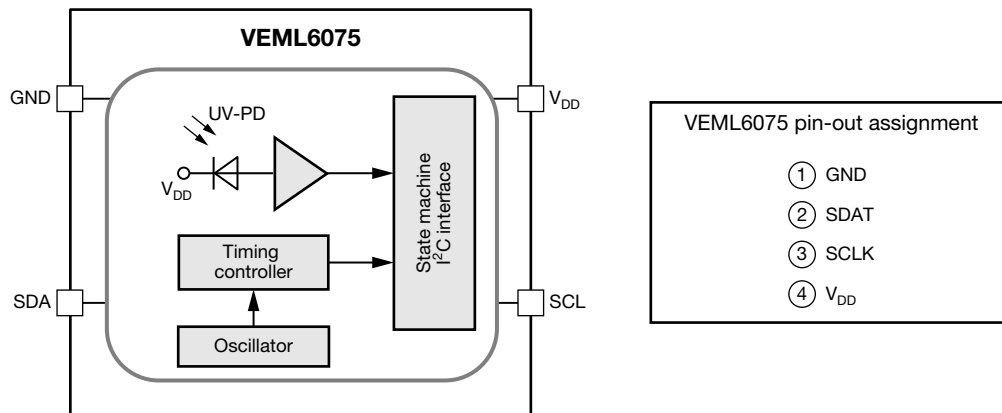 VEML6075
GND
V_DD
UV-PD
V_DD
State machine
I²C interface
Timing
controller
SDA
SCL
Oscillator
VEML6075 pin-out assignment
1 GND
2 SDAT
3 SCLK
4 V_DD